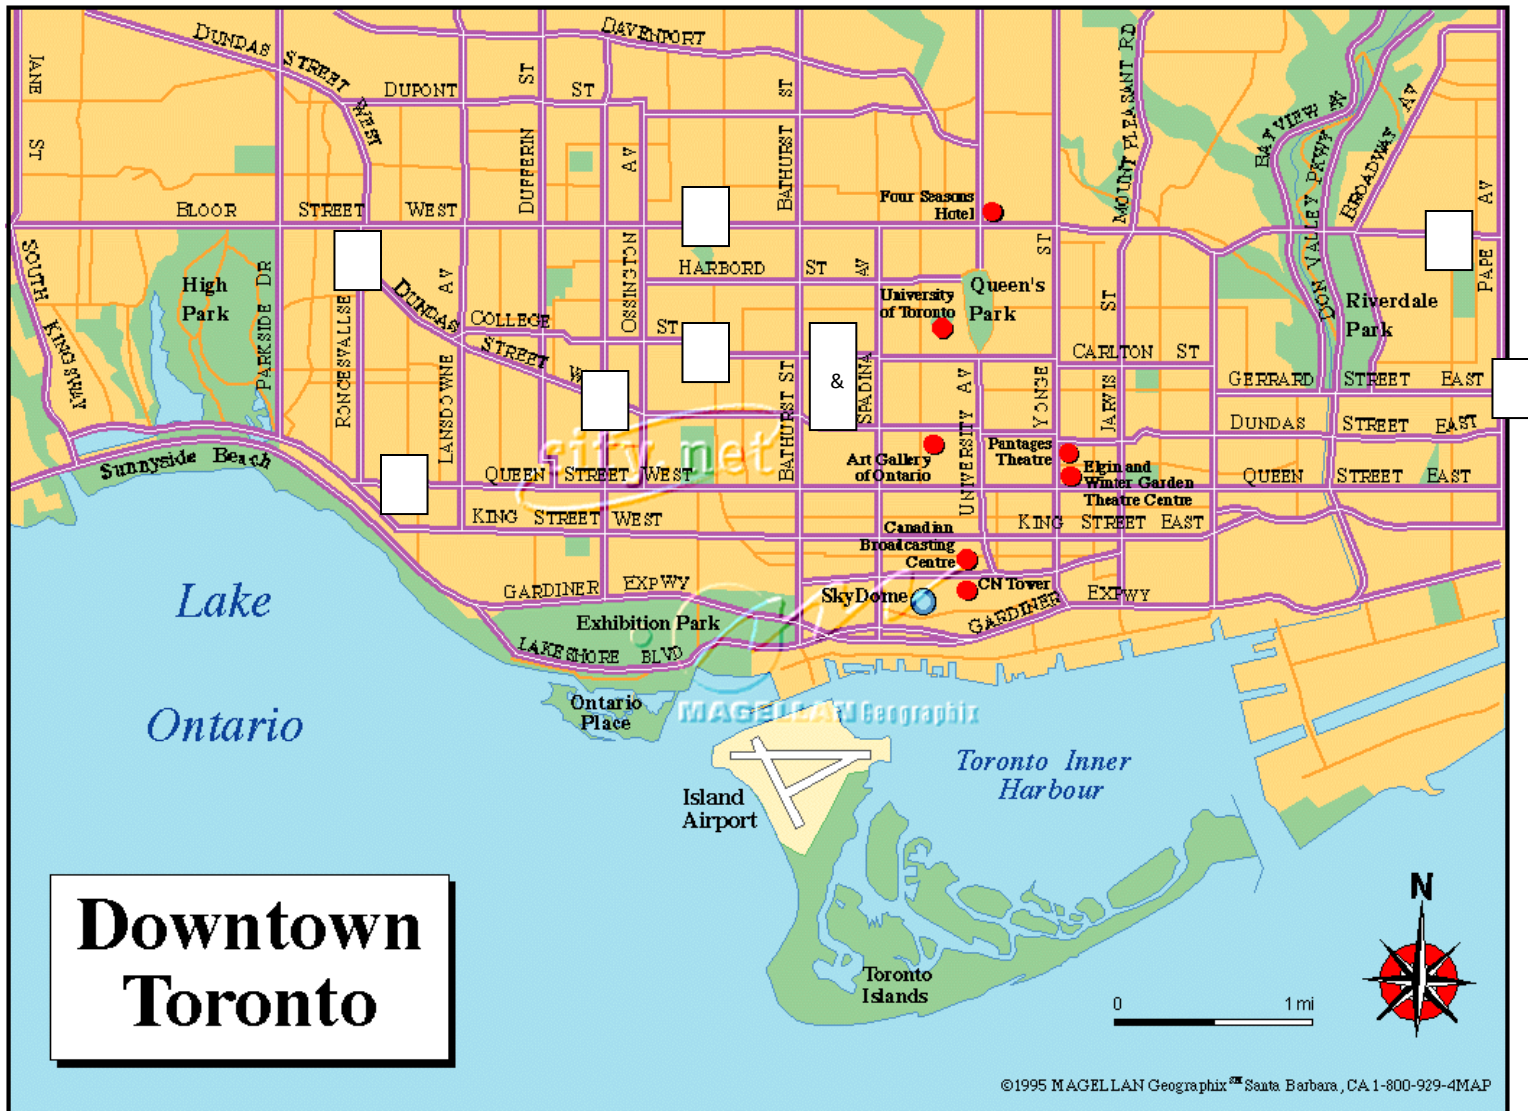 DUNDAS STREET WEST
DAVENPORT
MOUNT PLEASANT RD
JANE ST
DUPONT ST
ST
DUFFERIN
AV
ST
BATHURST
BAYVIEW AV
DON VALLEY PKWY
BROADWAY AV
PAPE AV
Four Seasons
Hotel
BLOOR STREET WEST
SOUTH KINGSWAY
High
Park
PARKSIDE DR
RONCESVALLSE
LANSDOWNE AV
DUNDAS STREET W
COLLEGE ST
OSSINGTON
HARBORD ST
SPADINA AV
University
of Toronto
Queen's
Park
YONGE ST
JARVIS ST
CARLTON ST
Riverdale
Park
GERRARD STREET EAST
&
BATHURST ST
UNIVERSITY AV
DUNDAS STREET EAST
city.net
Pantages
Theatre
Art Gallery
of Ontario
Elgin and
Winter Garden
Theatre Centre
Sunnyside Beach
QUEEN STREET WEST
QUEEN STREET EAST
KING STREET WEST
KING STREET EAST
Canadian
Broadcasting
Centre
CN Tower
SkyDome
GARDINER EXPWY
GARDINER EXPWY
Exhibition Park
LAKESHORE BLVD
Lake
Ontario
Ontario
Place
MAGELLAN Geographix
Toronto Inner
Harbour
Island
Airport
Toronto
Islands
Downtown
Toronto
N
0 1 mi
©1995 MAGELLAN Geographix SM Santa Barbara, CA 1-800-929-4MAP